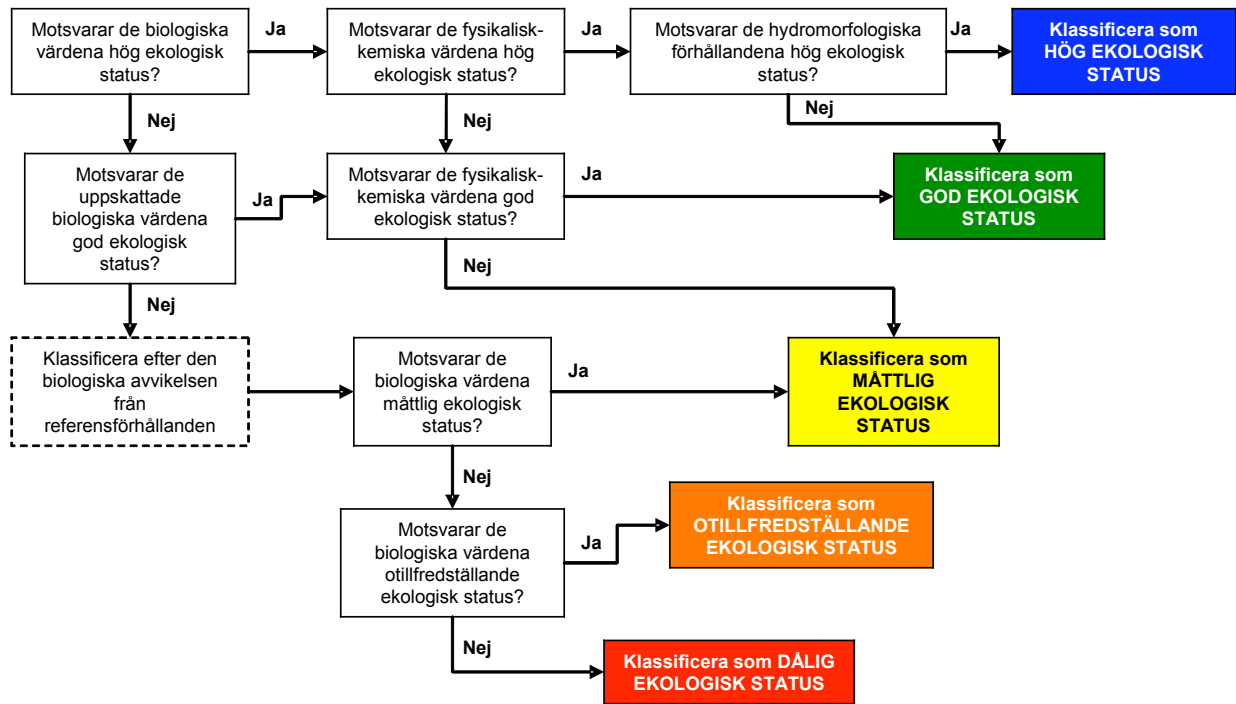 Motsvarar de biologiska
värdena hög ekologisk
status?
Ja
Motsvarar de fysikalisk-
kemiska värdena hög
ekologisk status?
Ja
Motsvarar de hydromorfologiska
förhållandena hög ekologisk
status?
Ja
Klassificera som
HÖG EKOLOGISK
STATUS
Nej
Nej
Nej
Motsvarar de
uppskattade
biologiska värdena
god ekologisk
status?
Ja
Motsvarar de fysikalisk-
kemiska värdena god
ekologisk status?
Ja
Klassificera som
GOD EKOLOGISK
STATUS
Nej
Nej
Klassificera efter den
biologiska avvikelsen
från
referensförhållanden
Motsvarar de
biologiska värdena
måttlig ekologisk
status?
Ja
Klassificera som
MÅTTLIG
EKOLOGISK
STATUS
Nej
Motsvarar de
biologiska värdena
otillfredställande
ekologisk status?
Ja
Klassificera som
OTILLFREDSTÄLLANDE
EKOLOGISK STATUS
Nej
Klassificera som DÅLIG
EKOLOGISK STATUS